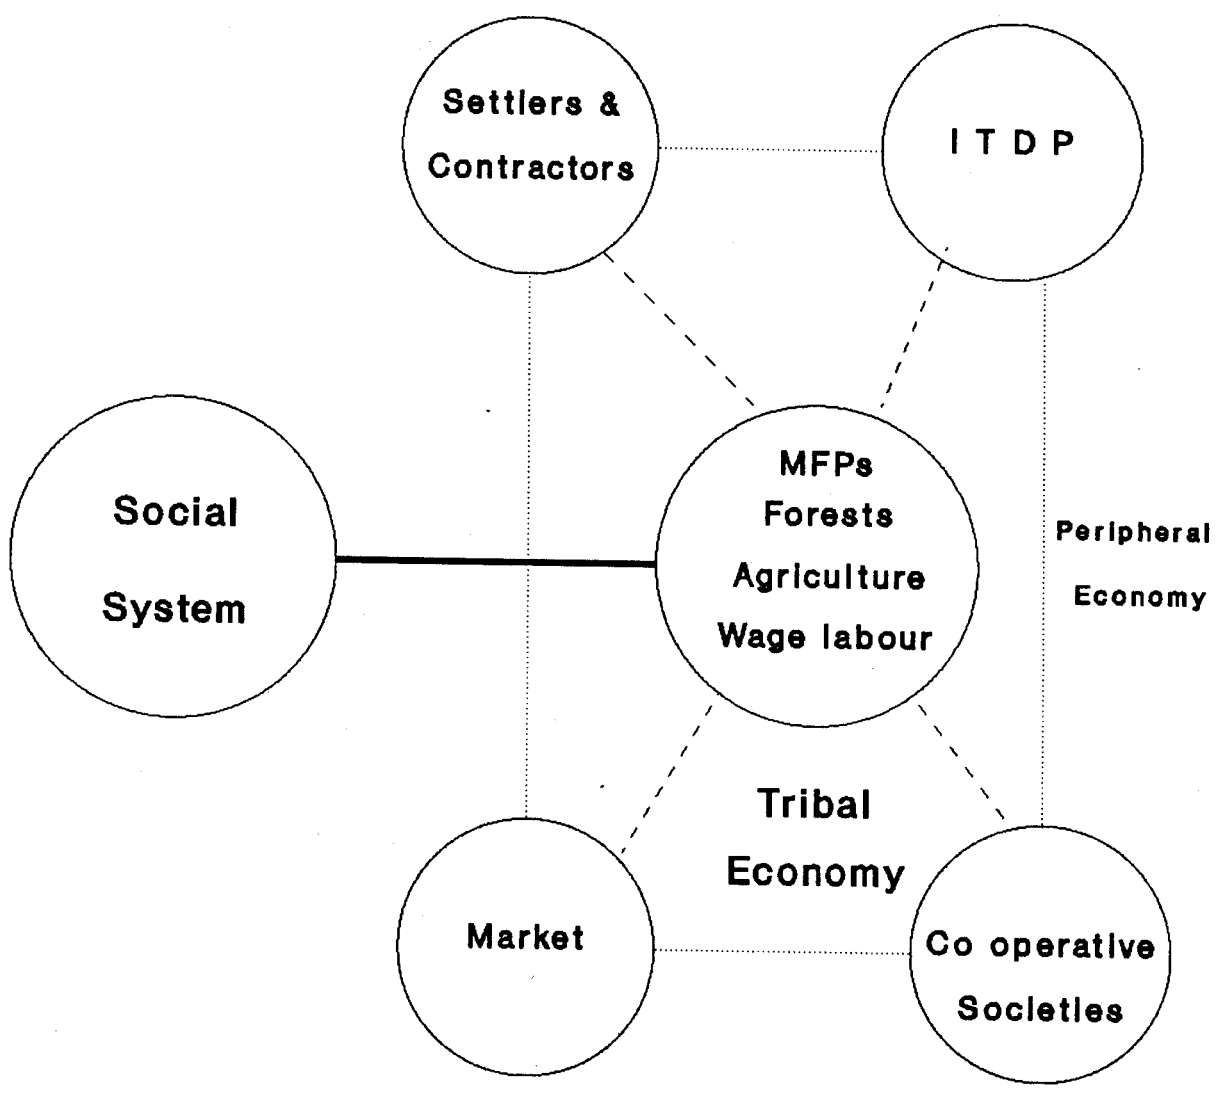 Settlers &
Contractors
I T D P
Social
System
MFPs
Forests
Agriculture
Wage labour
Peripheral
Economy
Tribal
Economy
Market
Co operative
Societies